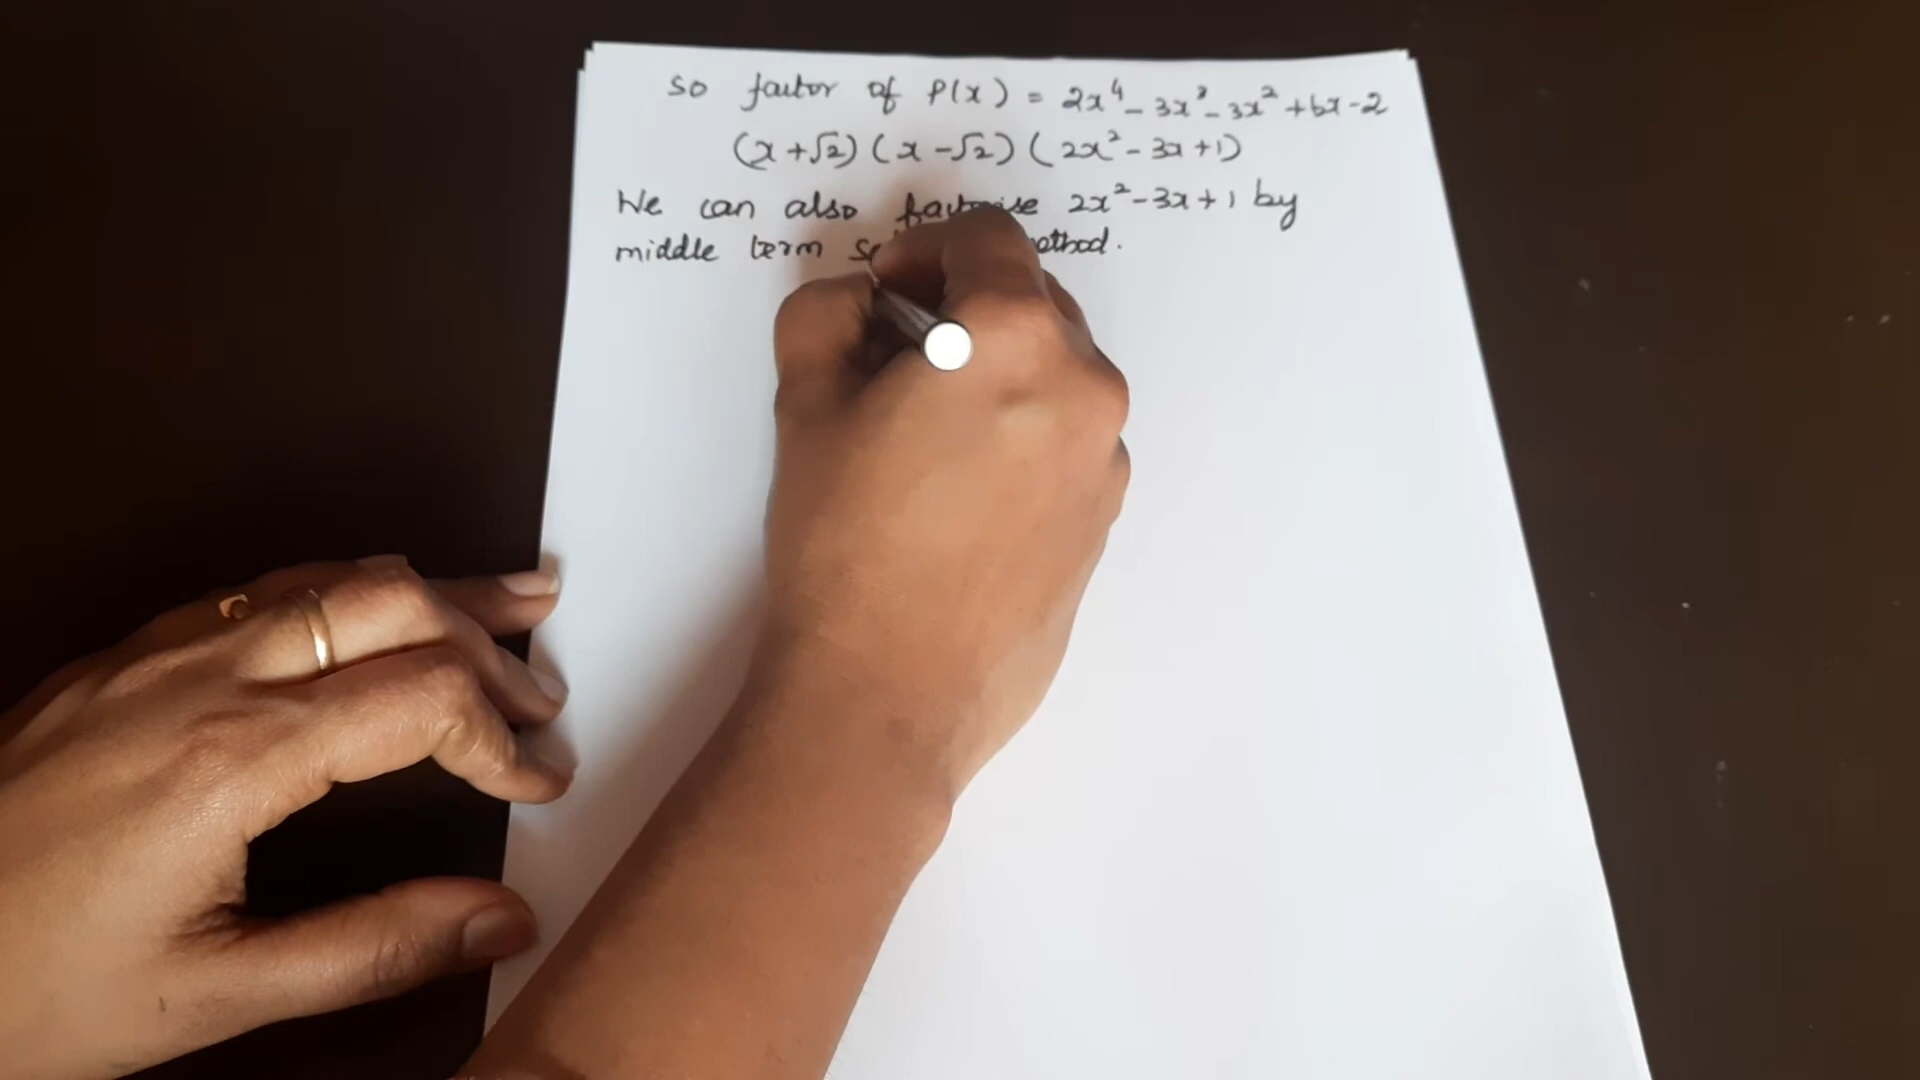 so factor of P(x) = 2x⁴ - 3x³ - 3x² + 6x - 2
(x + √2) (x - √2) (2x² - 3x + 1)
We can also factorise 2x² - 3x + 1 by
middle term